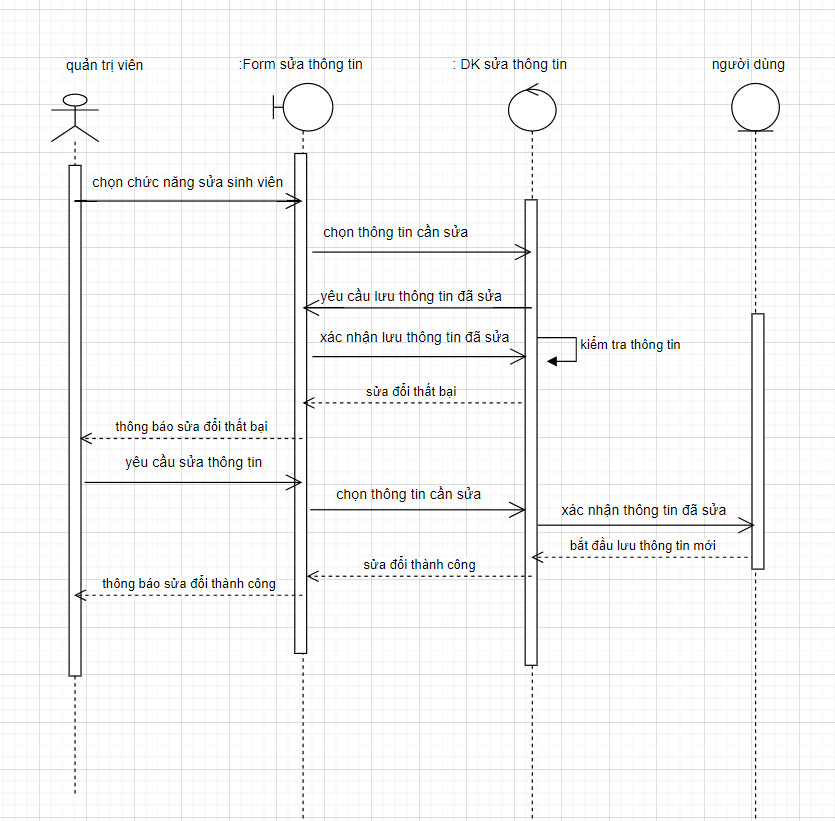 quản trị viên
:Form sửa thông tin
: DK sửa thông tin
người dùng
chọn chức năng sửa sinh viên
chọn thông tin cần sửa
yêu cầu lưu thông tin đã sửa
xác nhận lưu thông tin đã sửa
kiểm tra thông tin
sửa đổi thất bại
thông báo sửa đổi thất bại
yêu cầu sửa thông tin
chọn thông tin cần sửa
xác nhận thông tin đã sửa
bắt đầu lưu thông tin mới
sửa đổi thành công
thông báo sửa đổi thành công